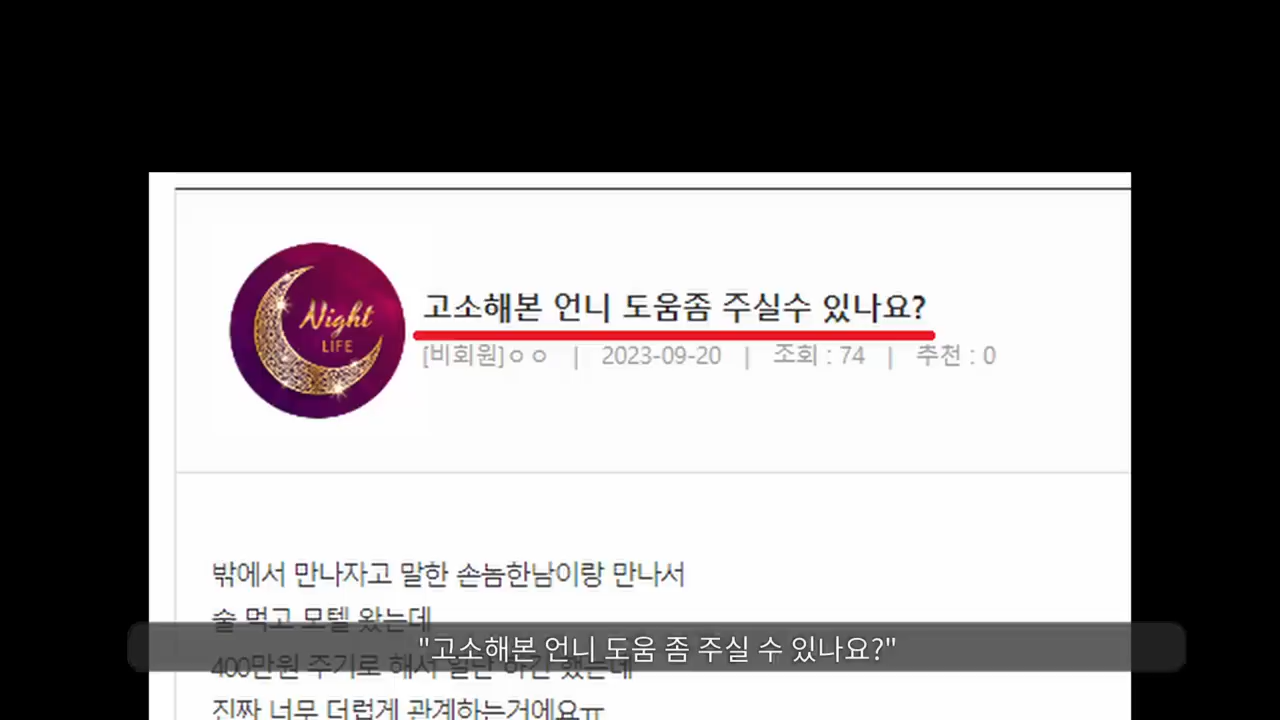 Night
LIFE
고소해본 언니 도움좀 주실수 있나요?
[비회원]ㅇㅇ | 2023-09-20 | 조회 : 74 | 추천 : 0
밖에서 만나자고 말한 손놈한남이랑 만나서
술 먹고 모텔 왔는데
"고소해본 언니 도움 좀 주실 수 있나요?"
400만원 주기로 해서 일단 하긴 했는데
진짜 너무 더럽게 관계하는거에요ㅠ